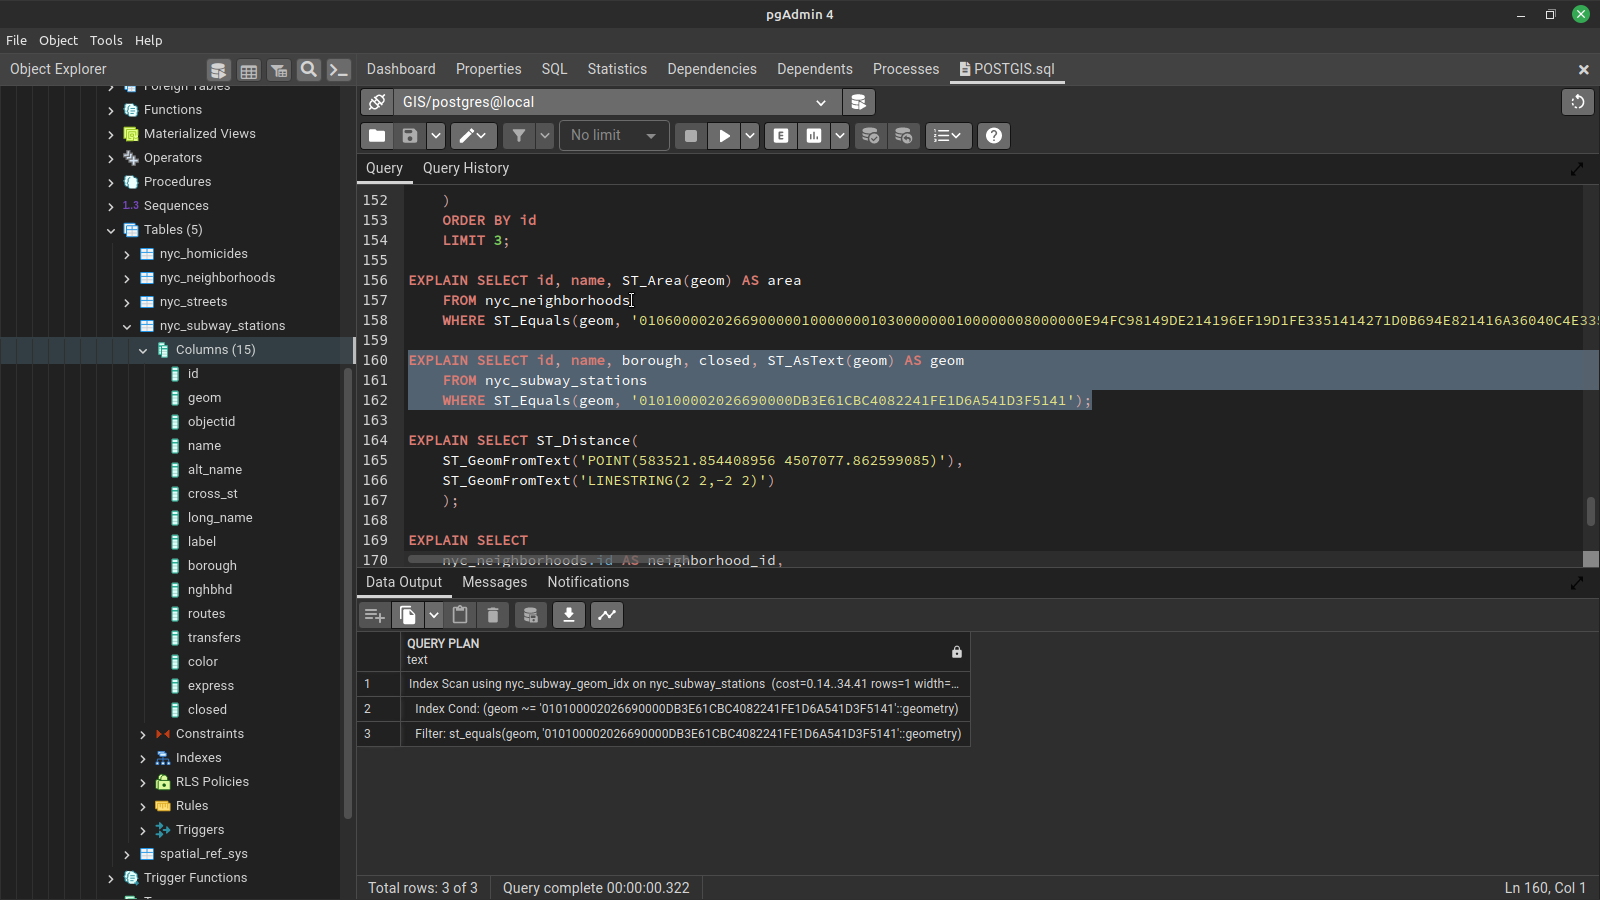 pgAdmin 4
File Object Tools Help
Object Explorer
Dashboard Properties SQL Statistics Dependencies Dependents Processes POSTGIS.sql
Foreign Tables
Functions
Materialized Views
Operators
Procedures
1..3 Sequences
Tables (5)
nyc_homicides
nyc_neighborhoods
nyc_streets
nyc_subway_stations
Columns (15)
id
geom
objectid
name
alt_name
cross_st
long_name
label
borough
nghbhd
routes
transfers
color
express
closed
Constraints
Indexes
RLS Policies
Rules
Triggers
spatial_ref_sys
Trigger Functions
GIS/postgres@local
No limit
E
Query Query History
152 )
153 ORDER BY id
154 LIMIT 3;
155
156 EXPLAIN SELECT id, name, ST_Area(geom) AS area
157 FROM nyc_neighborhoods
158 WHERE ST_Equals(geom, '0106000020266900000100000001030000000100000008000000E94FC98149DE214196EF19D1FE3351414271D0B694E821416A36040C4E335
159
160 EXPLAIN SELECT id, name, borough, closed, ST_AsText(geom) AS geom
161 FROM nyc_subway_stations
162 WHERE ST_Equals(geom, '010100002026690000DB3E61CBC4082241FE1D6A541D3F5141');
163
164 EXPLAIN SELECT ST_Distance(
165 ST_GeomFromText('POINT(583521.854408956 4507077.862599085)'),
166 ST_GeomFromText('LINESTRING(2 2,-2 2)')
167 );
168
169 EXPLAIN SELECT
170 nyc_neighborhoods.id AS neighborhood_id,
Data Output Messages Notifications
QUERY PLAN
text
1 Index Scan using nyc_subway_geom_idx on nyc_subway_stations (cost=0.14..34.41 rows=1 width=...
2 Index Cond: (geom ~= '010100002026690000DB3E61CBC4082241FE1D6A541D3F5141'::geometry)
3 Filter: st_equals(geom, '010100002026690000DB3E61CBC4082241FE1D6A541D3F5141'::geometry)
Total rows: 3 of 3 Query complete 00:00:00.322 Ln 160, Col 1